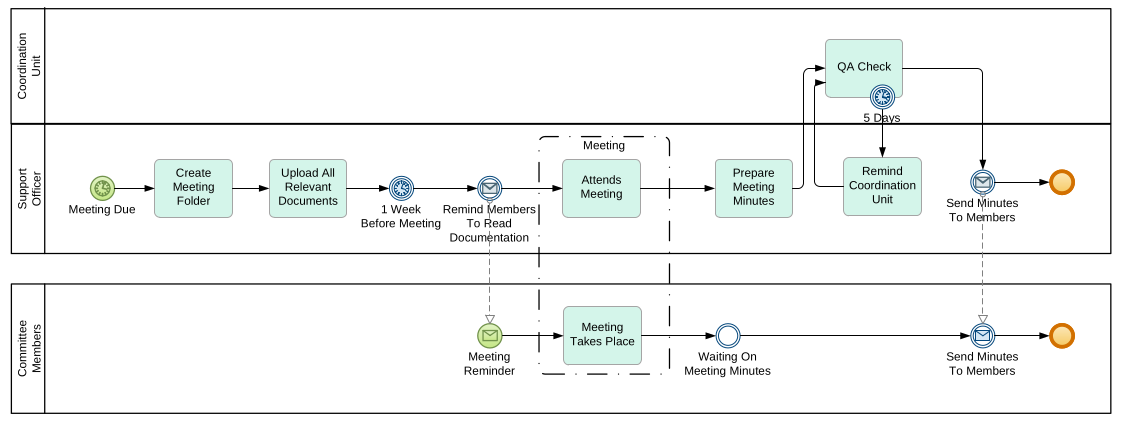 Coordination
Unit
QA Check
5 Days
Support
Officer
Meeting Due
Create
Meeting
Folder
Upload All
Relevant
Documents
1 Week
Before Meeting
Remind Members
To Read
Documentation
Meeting
Attends
Meeting
Prepare
Meeting
Minutes
Remind
Coordination
Unit
Send Minutes
To Members
Committee
Members
Meeting
Reminder
Meeting
Takes Place
Waiting On
Meeting Minutes
Send Minutes
To Members